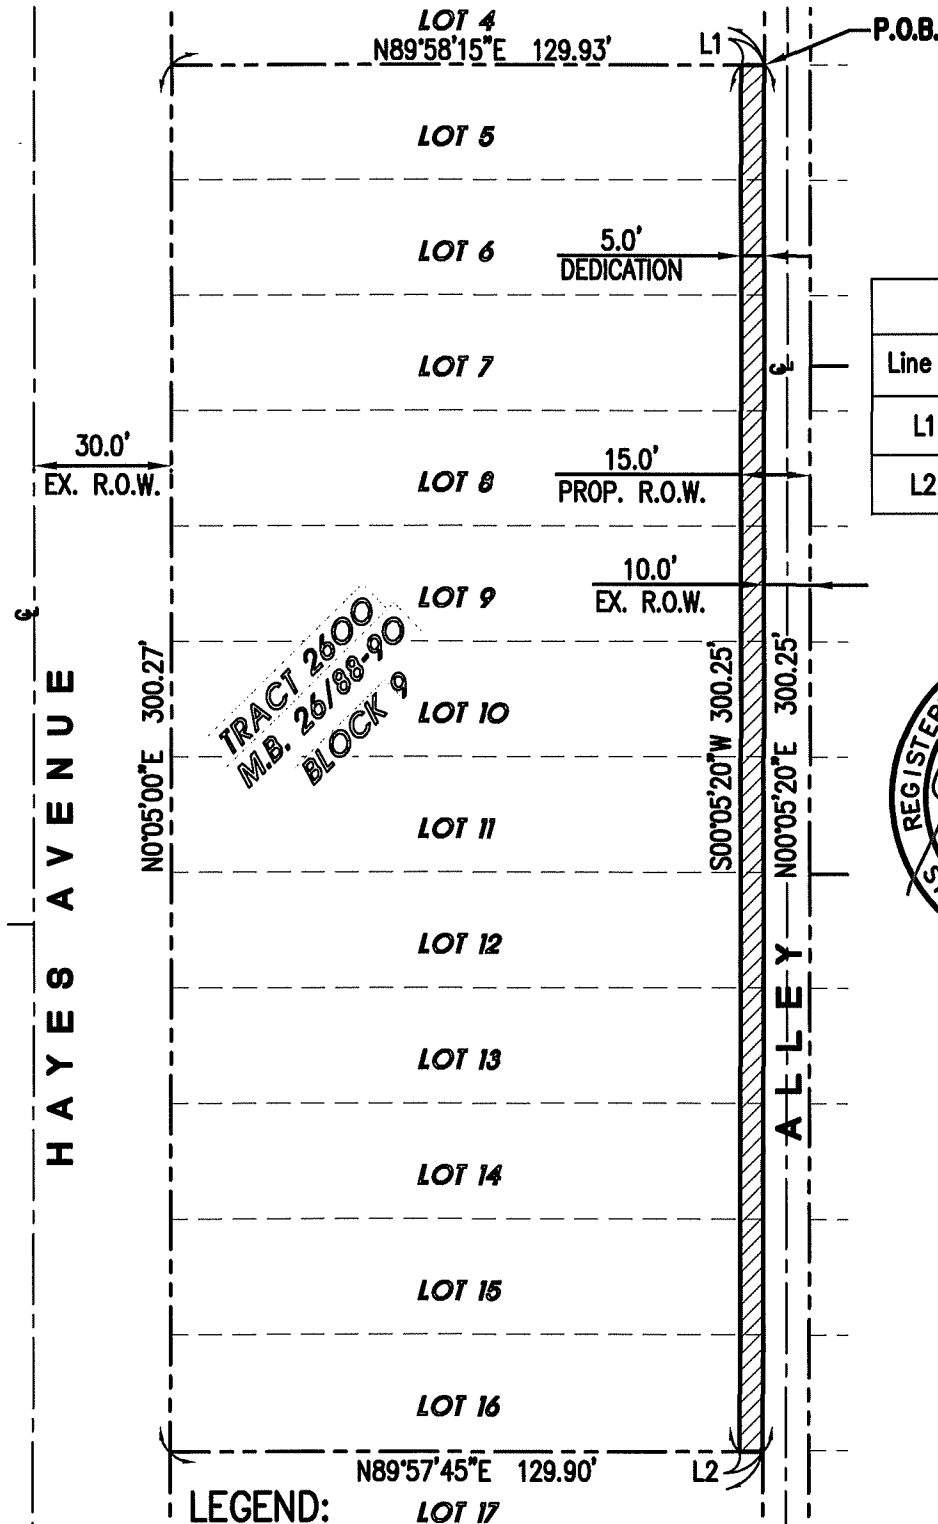 LOT 4
N89°58'15"E 129.93'
L1
P.O.B.
LOT 5
LOT 6
5.0'
DEDICATION
LOT 7
℄
Line
L1
L2
30.0'
EX. R.O.W.
LOT 8
15.0'
PROP. R.O.W.
LOT 9
10.0'
EX. R.O.W.
℄
TRACT 2600
M.B. 26/88-90
BLOCK 9
LOT 10
N0°05'00"E 300.27'
S00°05'20"W 300.25'
N00°05'20"E 300.25'
HAYES AVENUE
ALLEY
REGISTER
LOT 11
LOT 12
LOT 13
LOT 14
LOT 15
LOT 16
N89°57'45"E 129.90'
L2
LEGEND:
LOT 17